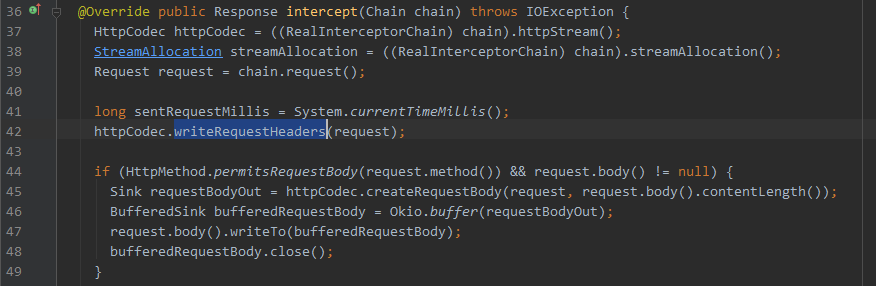 36 @Override public Response intercept(Chain chain) throws IOException {
37 HttpCodec httpCodec = ((RealInterceptorChain) chain).httpStream();
38 StreamAllocation streamAllocation = ((RealInterceptorChain) chain).streamAllocation();
39 Request request = chain.request();
40
41 long sentRequestMillis = System.currentTimeMillis();
42 httpCodec.writeRequestHeaders(request);
43
44 if (HttpMethod.permitsRequestBody(request.method()) && request.body() != null) {
45 Sink requestBodyOut = httpCodec.createRequestBody(request, request.body().contentLength());
46 BufferedSink bufferedRequestBody = Okio.buffer(requestBodyOut);
47 request.body().writeTo(bufferedRequestBody);
48 bufferedRequestBody.close();
49 }